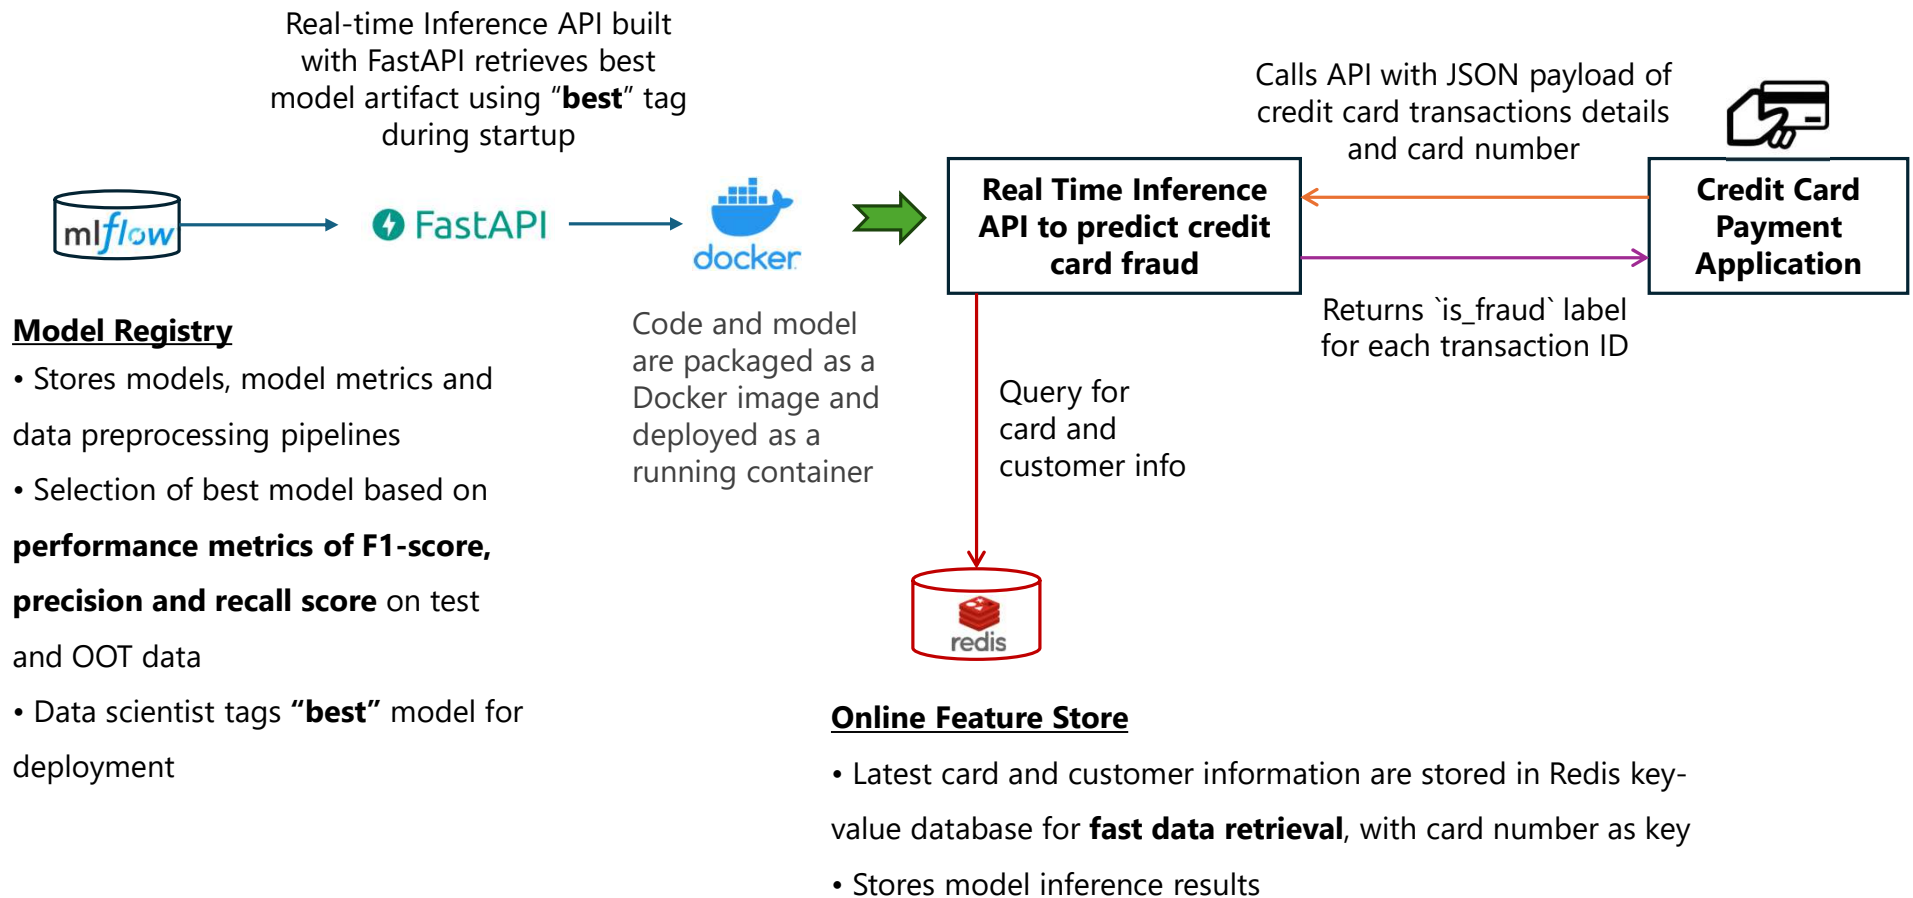 Real-time Inference API built
with FastAPI retrieves best
model artifact using “best” tag
during startup
Calls API with JSON payload of
credit card transactions details
and card number
mlflow
FastAPI
docker
Real Time Inference
API to predict credit
card fraud
Credit Card
Payment
Application
Returns `is_fraud` label
for each transaction ID
Model Registry
• Stores models, model metrics and
data preprocessing pipelines
• Selection of best model based on
performance metrics of F1-score,
precision and recall score on test
and OOT data
• Data scientist tags “best” model for
deployment
Code and model
are packaged as a
Docker image and
deployed as a
running container
Query for
card and
customer info
redis
Online Feature Store
• Latest card and customer information are stored in Redis key-
value database for fast data retrieval, with card number as key
• Stores model inference results